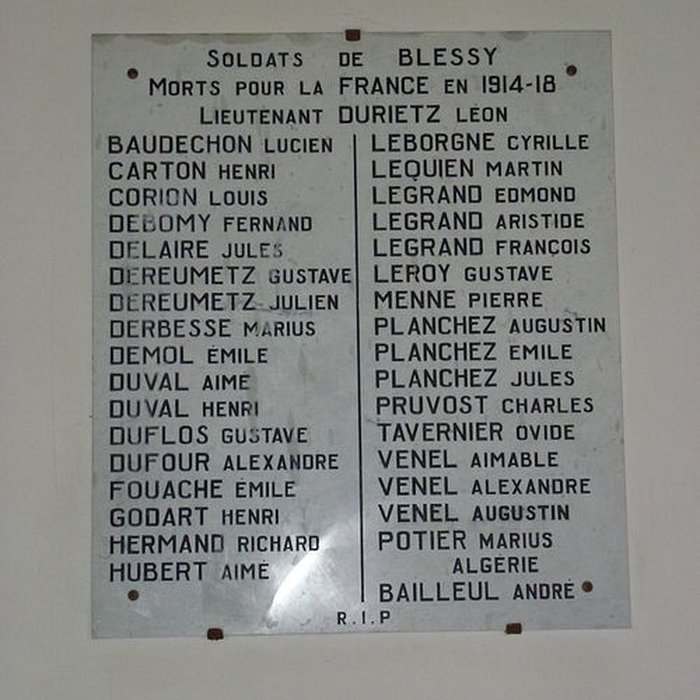 SOLDATS DE BLESSY
MORTS POUR LA FRANCE EN 1914-18
LIEUTENANT DURIETZ LÉON
BAUDECHON LUCIEN
CARTON HENRI
CORION LOUIS
DEBOMY FERNAND
DELAIRE JULES
DEREUMETZ GUSTAVE
DEREUMETZ JULIEN
DERBESSE MARIUS
DEMOL ÉMILE
DUVAL AIMÉ
DUVAL HENRI
DUFLOS GUSTAVE
DUFOUR ALEXANDRE
FOUACHE ÉMILE
GODART HENRI
HERMAND RICHARD
HUBERT AIMÉ
LEBORGNE CYRILLE
LEQUIEN MARTIN
LEGRAND EDMOND
LEGRAND ARISTIDE
LEGRAND FRANÇOIS
LEROY GUSTAVE
MENNE PIERRE
PLANCHEZ AUGUSTIN
PLANCHEZ EMILE
PLANCHEZ JULES
PRUVOST CHARLES
TAVERNIER OVIDE
VENEL AIMABLE
VENEL ALEXANDRE
VENEL AUGUSTIN
POTIER MARIUS
ALGÉRIE
BAILLEUL ANDRÉ
R.I.P